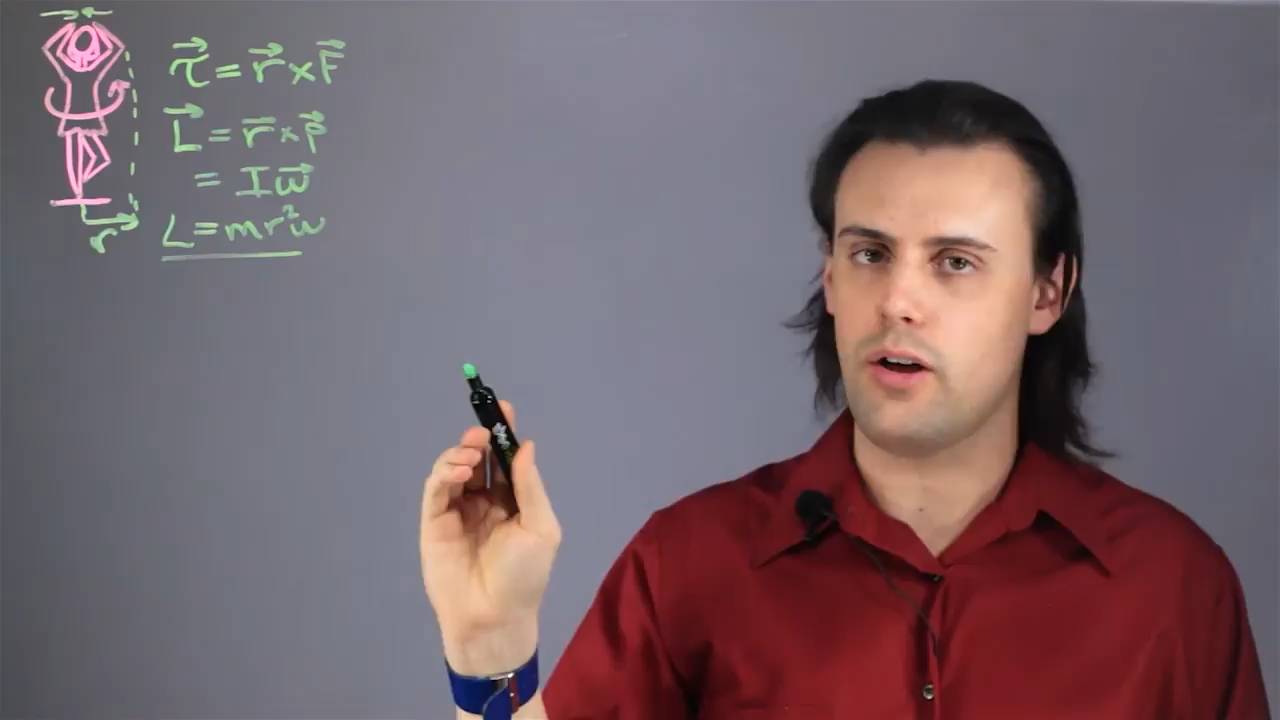 τ⃗ = r⃗ × F⃗
L⃗ = r⃗ × p⃗
= Iω⃗
L = mr²ω
r⃗